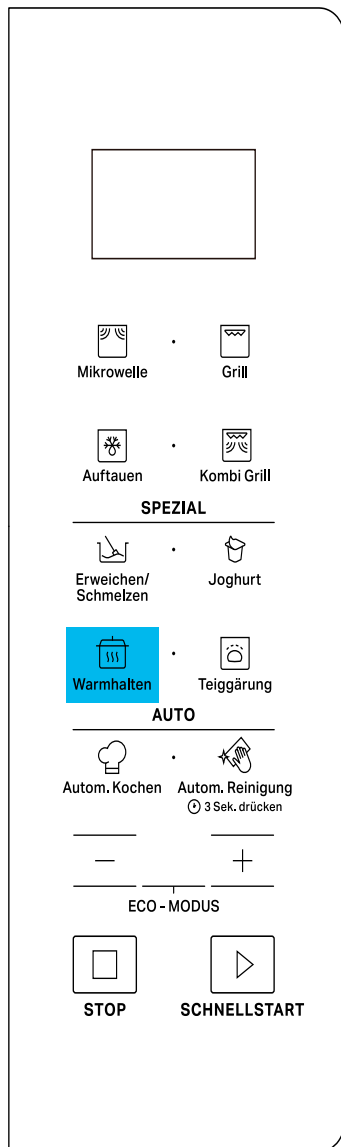 Mikrowelle Grill
Auftauen Kombi Grill
SPEZIAL
Erweichen/ Joghurt
Schmelzen
Warmhalten Teiggärung
AUTO
Autom. Kochen Autom. Reinigung
3 Sek. drücken
ECO - MODUS
STOP SCHNELLSTART